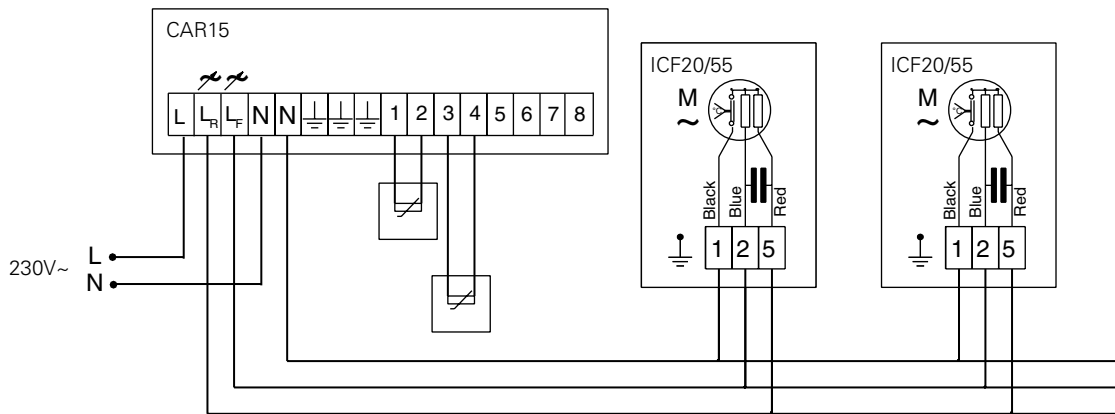 CAR15
L LR LF N N 1 2 3 4 5 6 7 8
230V~ L
N
ICF20/55
M
~
°C
Black
Blue
Red
1 2 5
ICF20/55
M
~
°C
Black
Blue
Red
1 2 5